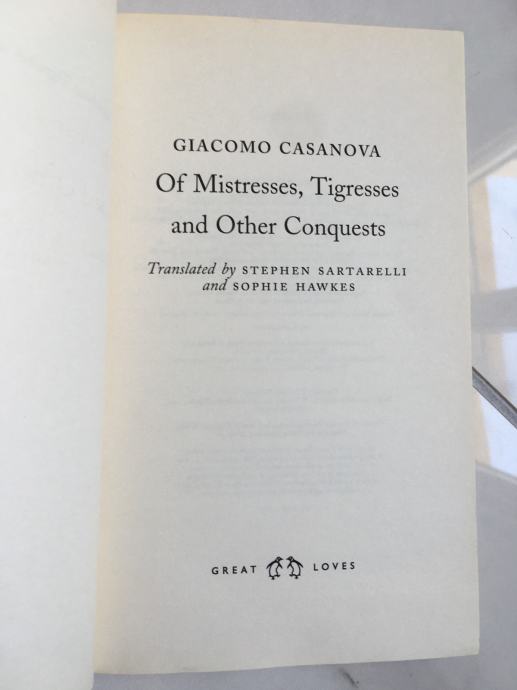 GIACOMO CASANOVA
Of Mistresses, Tigresses
and Other Conquests
Translated by STEPHEN SARTARELLI
and SOPHIE HAWKES
GREAT LOVES